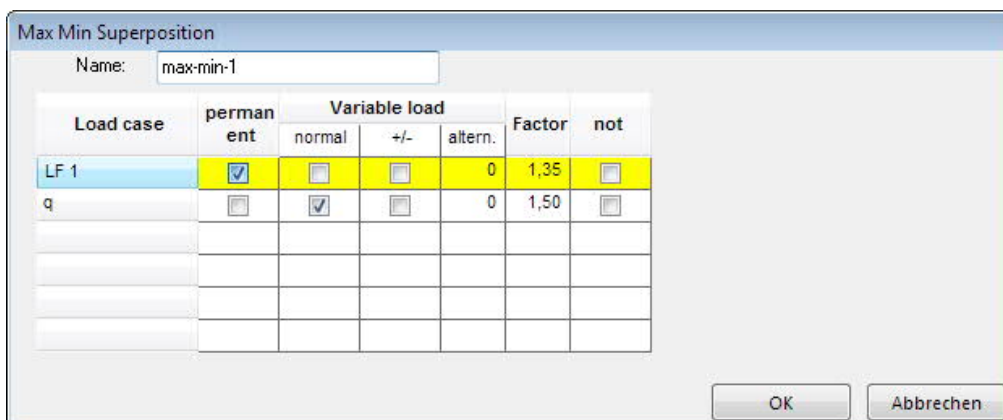 Max Min Superposition
Name: max-min-1
Load case perman ent Variable load Factor not
normal +/- altern.
LF 1 0 1,35
q 0 1,50
OK Abbrechen